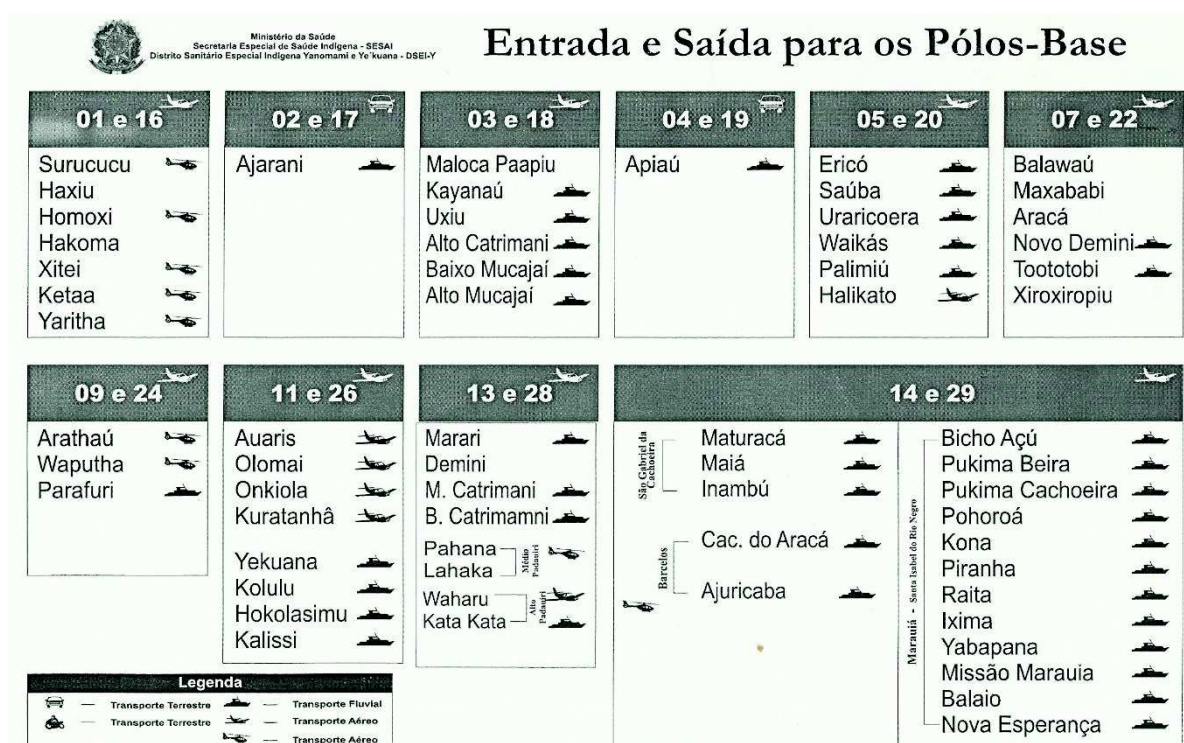 Ministério da Saúde
Secretaria Especial de Saúde Indígena - SESAI
Distrito Sanitário Especial Indígena Yanomami e Ye'kuana - DSEI-Y
Entrada e Saída para os Pólos-Base
01 e 16
Surucucu
Haxiu
Homoxi
Hakoma
Xitei
Ketaa
Yaritha
02 e 17
Ajarani
03 e 18
Maloca Paapiu
Kayanaú
Uxiu
Alto Catrimani
Baixo Mucajaí
Alto Mucajaí
04 e 19
Apiaú
05 e 20
Ericó
Saúba
Uraricoera
Waikás
Palimiú
Halikato
07 e 22
Balawaú
Maxababi
Aracá
Novo Demini
Toototobi
Xiroxiropiu
09 e 24
Arathaú
Waputha
Parafuri
11 e 26
Auaris
Olomai
Onkiola
Kuratanhâ
Yekuana
Kolulu
Hokolasimu
Kalissi
13 e 28
Marari
Demini
M. Catrimani
B. Catrimamni
Pahana
Lahaka
Médio
Padauiri
Waharu
Kata Kata
Alto
Padauiri
14 e 29
São Gabriel da
Cachoeira
Maturacá
Maiá
Inambú
Barcelos
Cac. do Aracá
Ajuricaba
Marauiá - Santa Isabel do Rio Negro
Bicho Açú
Pukima Beira
Pukima Cachoeira
Pohoroá
Kona
Piranha
Raita
Ixima
Yabapana
Missão Marauia
Balaio
Nova Esperança
Legenda
— Transporte Terrestre
— Transporte Fluvial
— Transporte Terrestre
— Transporte Aéreo
— Transporte Aéreo